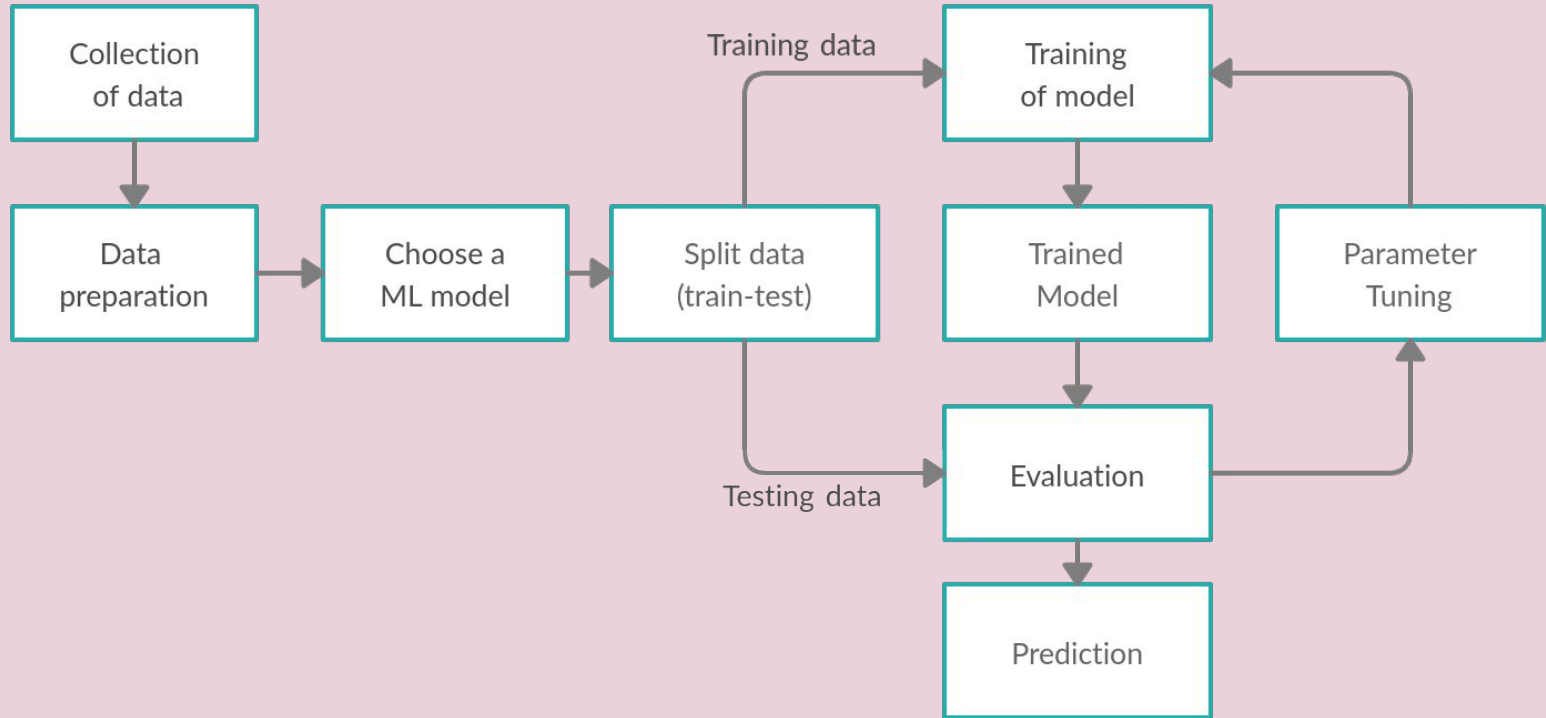 Collection
of data
Data
preparation
Choose a
ML model
Split data
(train-test)
Training data
Testing data
Training
of model
Trained
Model
Evaluation
Parameter
Tuning
Prediction